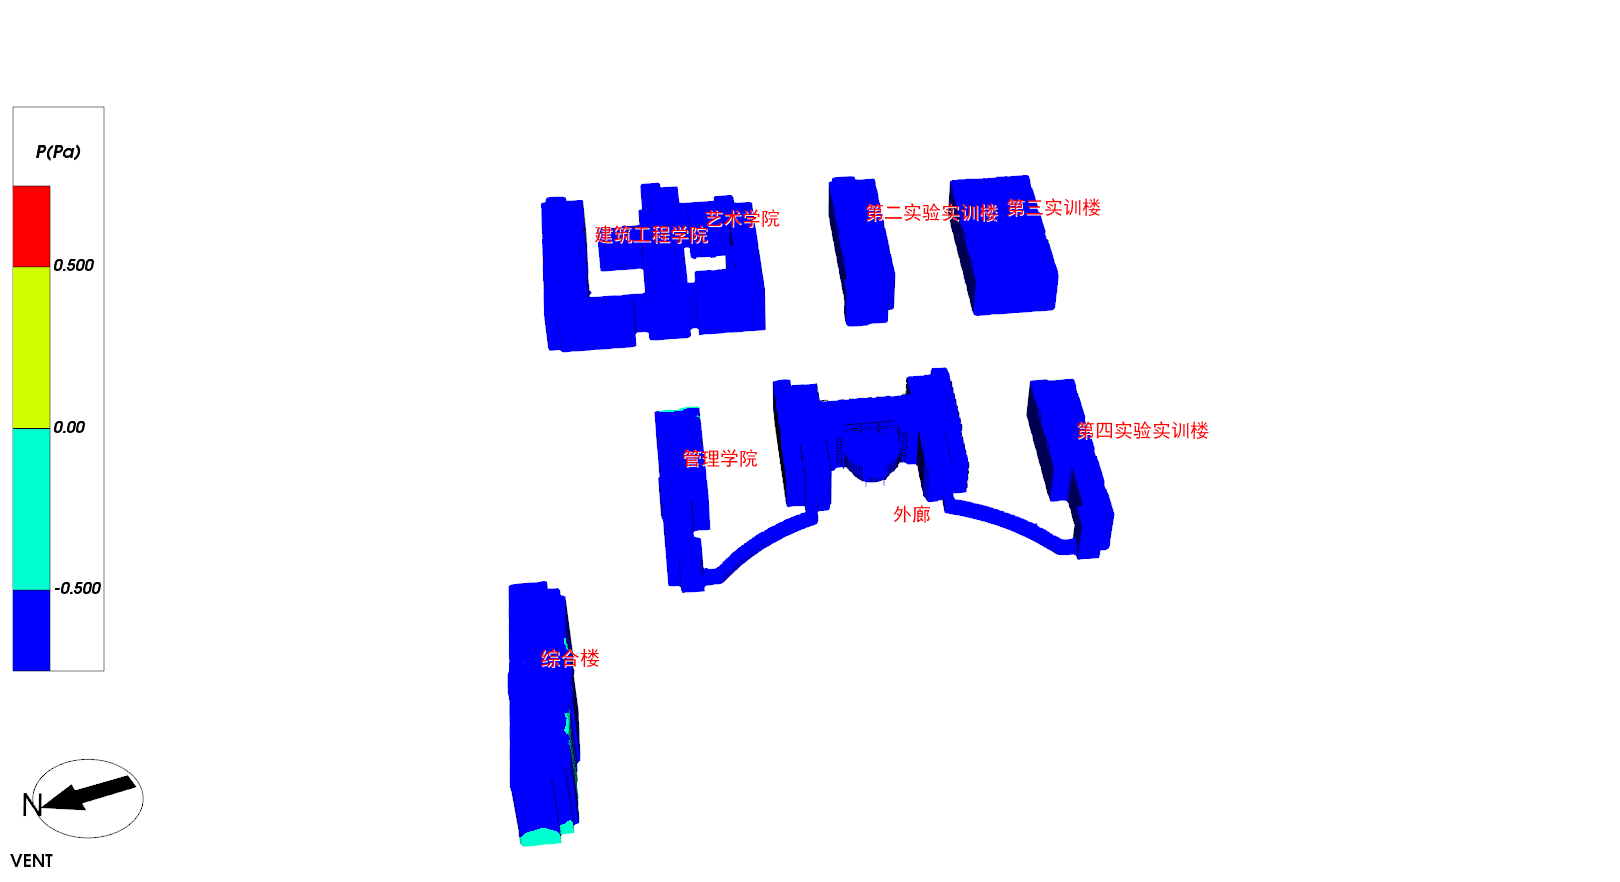 P(Pa)
0.500
0.00
-0.500
N
VENT
建筑工程学院
艺术学院
第二实验实训楼
第三实训楼
管理学院
外廊
第四实验实训楼
综合楼